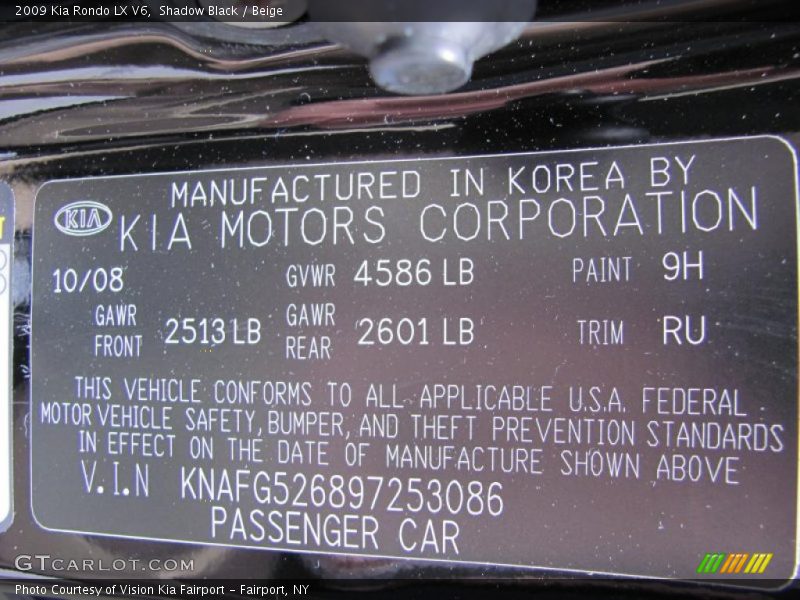 2009 Kia Rondo LX V6,  Shadow Black / Beige
MANUFACTURED IN KOREA BY
KIA KIA MOTORS CORPORATION
10/08 GVWR 4586 LB PAINT 9H
GAWR FRONT 2513 LB GAWR REAR 2601 LB TRIM RU
THIS VEHICLE CONFORMS TO ALL APPLICABLE U.S.A. FEDERAL
MOTOR VEHICLE SAFETY, BUMPER, AND THEFT PREVENTION STANDARDS
IN EFFECT ON THE DATE OF MANUFACTURE SHOWN ABOVE
V.I.N KNAFG526897253086
PASSENGER CAR
GTCARLOT.COM
Photo Courtesy of Vision Kia Fairport – Fairport, NY